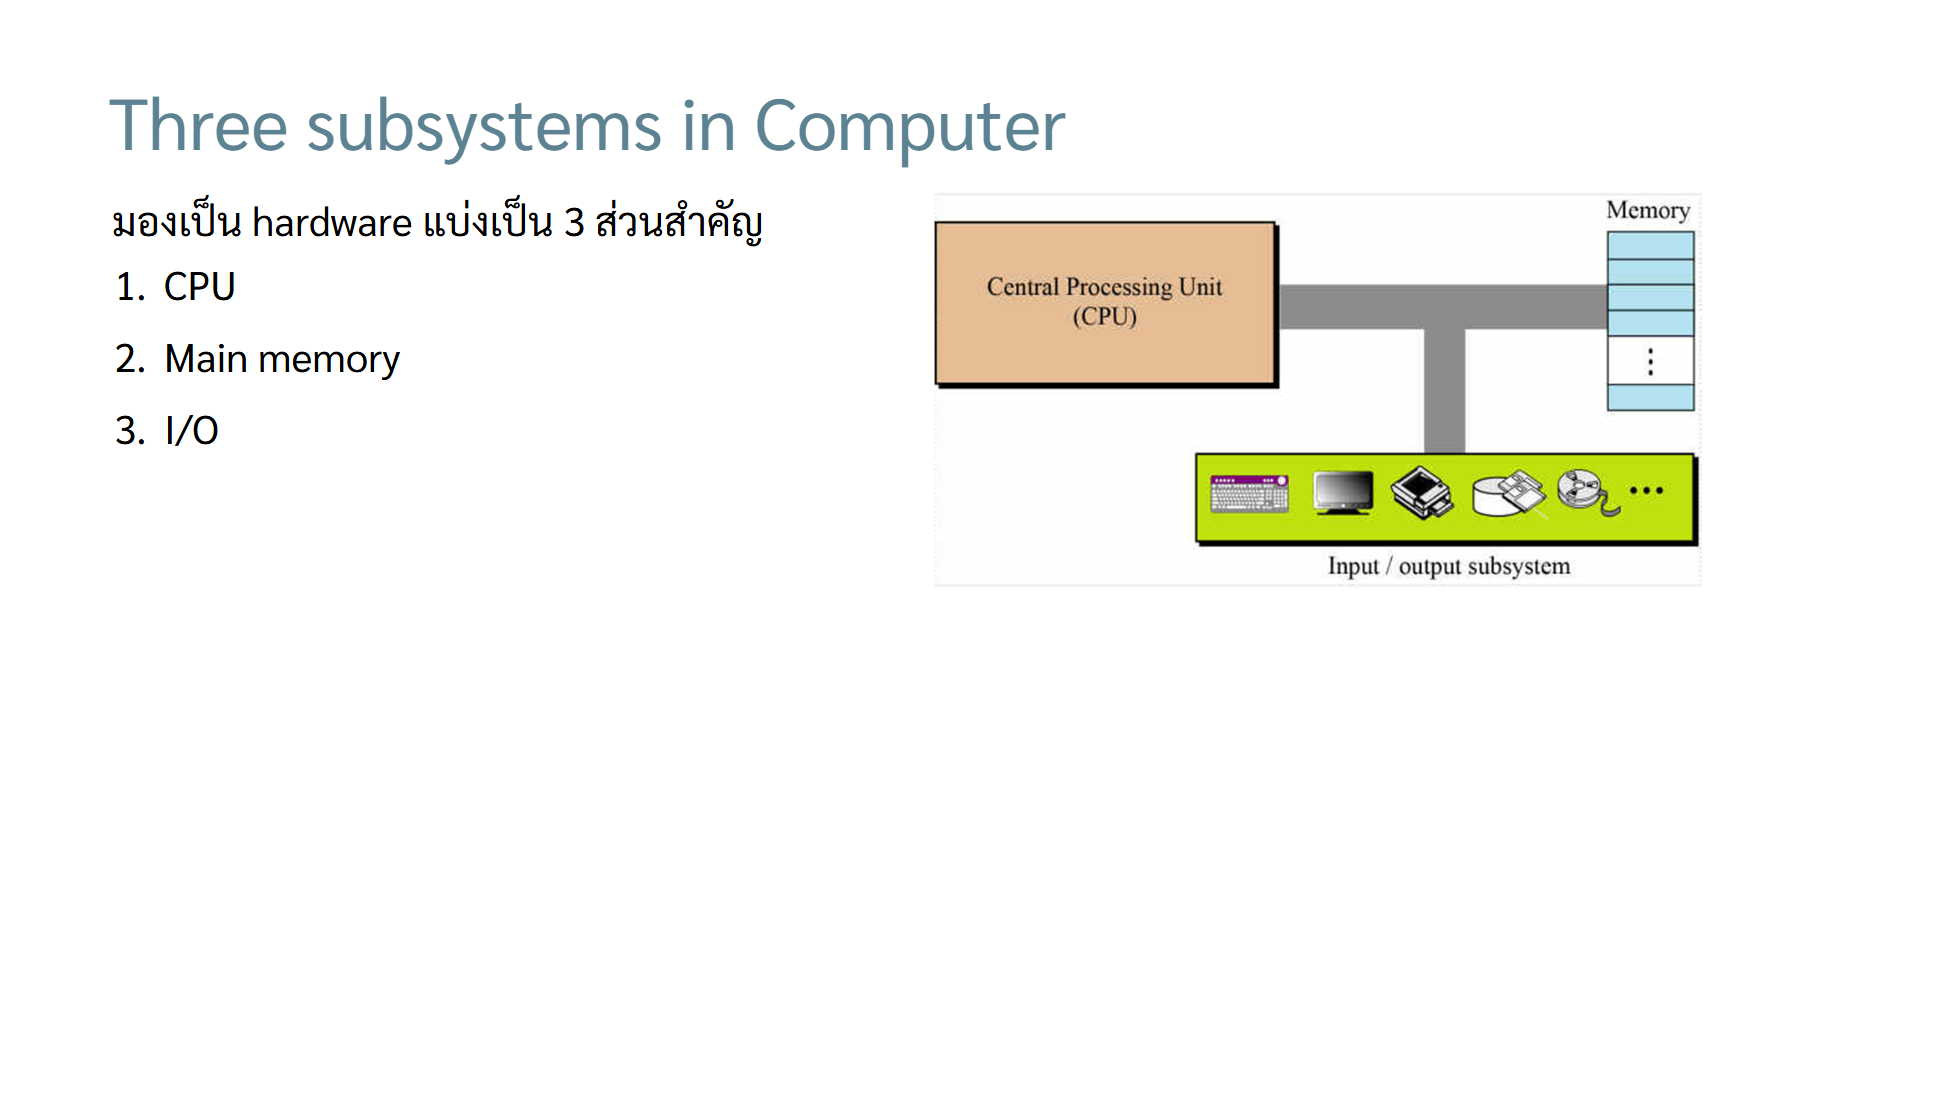 Three subsystems in Computer
มองเป็น hardware แบ่งเป็น 3 ส่วนสำคัญ
1. CPU
2. Main memory
3. I/O
Memory
Central Processing Unit
(CPU)
Input / output subsystem